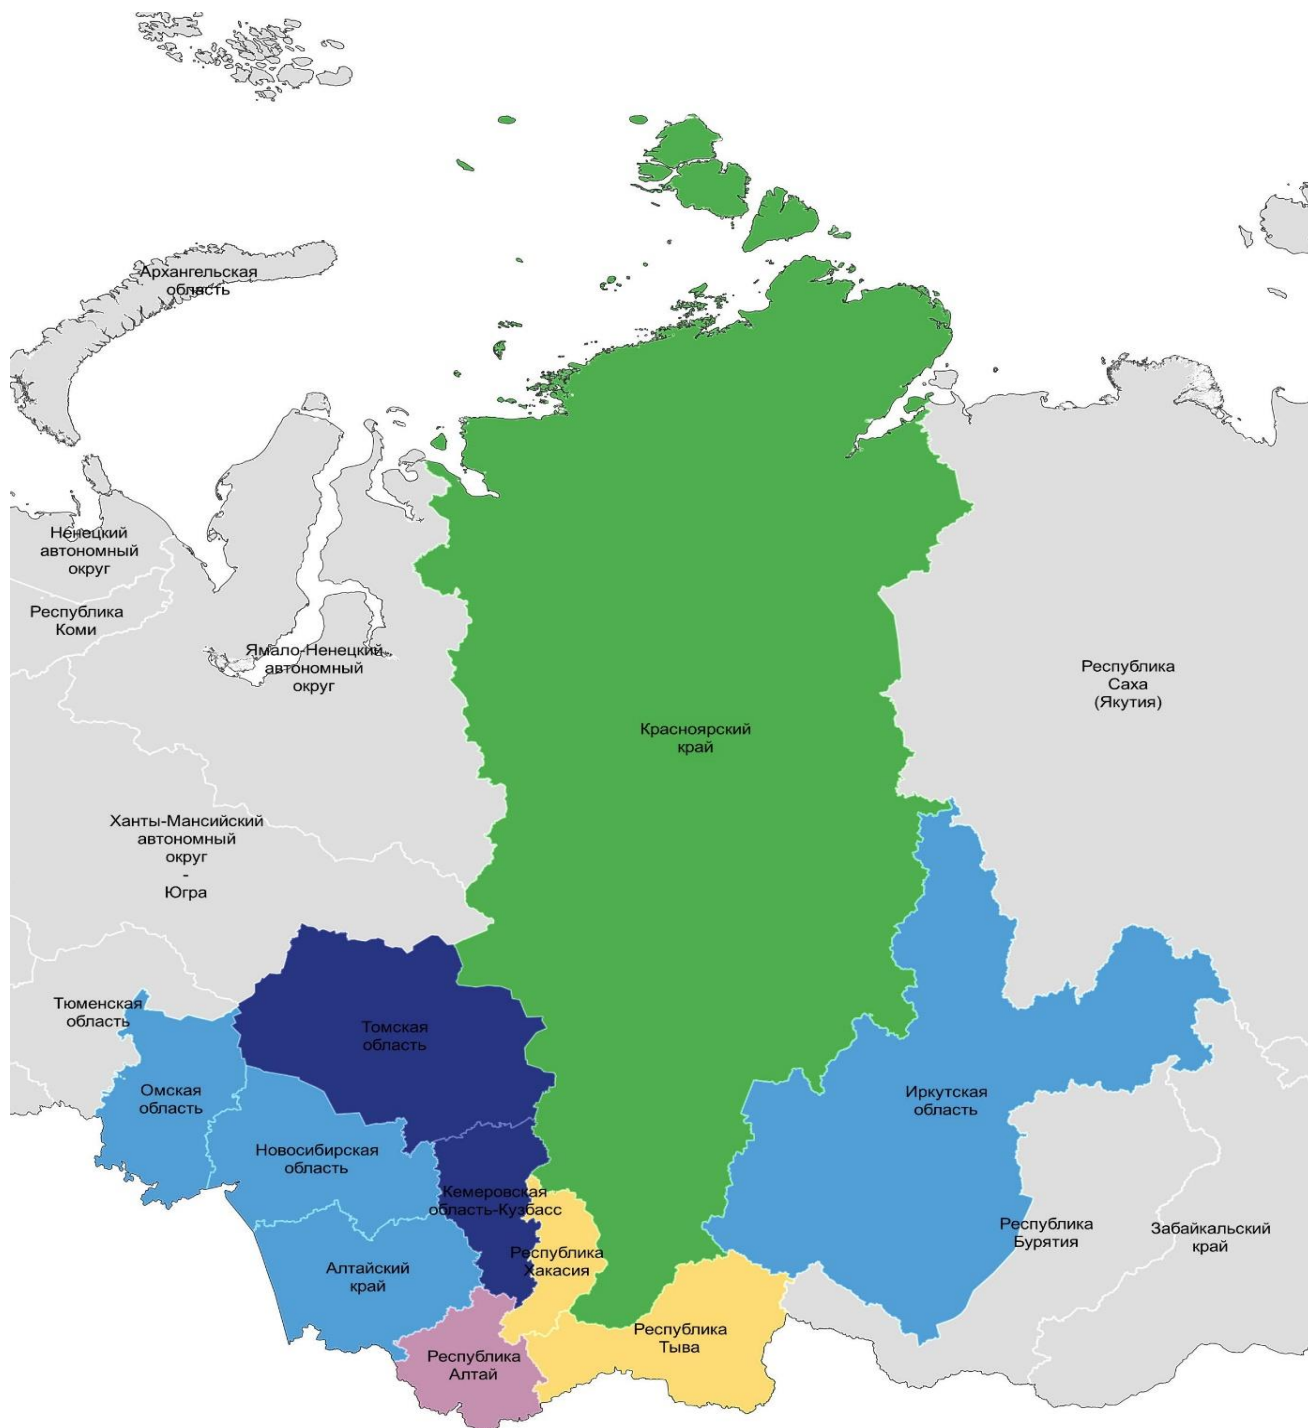 Архангельская
область
Ненецкий
автономный
округ
Республика
Коми
Ямало-Ненецкий
автономный
округ
Республика
Саха
(Якутия)
Красноярский
край
Ханты-Мансийский
автономный
округ
-
Югра
Тюменская
область
Томская
область
Омская
область
Иркутская
область
Новосибирская
область
Кемеровская
область-Кузбасс
Республика
Бурятия
Забайкальский
край
Республика
Хакасия
Алтайский
край
Республика
Тыва
Республика
Алтай